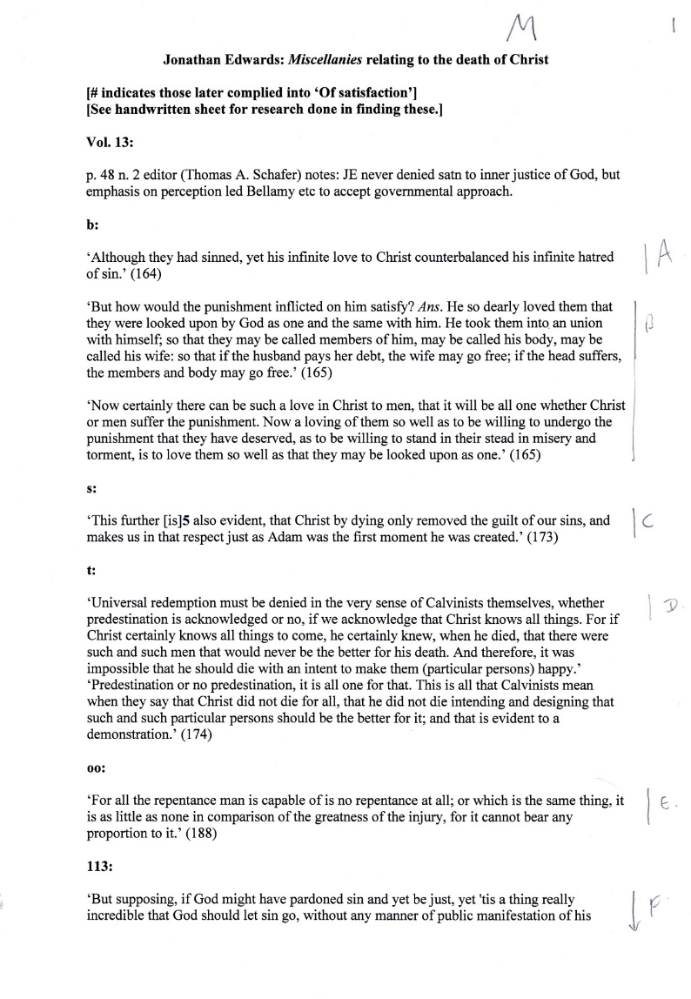 M 1
Jonathan Edwards: Miscellanies relating to the death of Christ
[# indicates those later complied into ‘Of satisfaction’]
[See handwritten sheet for research done in finding these.]
Vol. 13:
p. 48 n. 2 editor (Thomas A. Schafer) notes: JE never denied satn to inner justice of God, but
emphasis on perception led Bellamy etc to accept governmental approach.
b:
‘Although they had sinned, yet his infinite love to Christ counterbalanced his infinite hatred A
of sin.’ (164)
‘But how would the punishment inflicted on him satisfy? Ans. He so dearly loved them that
they were looked upon by God as one and the same with him. He took them into an union B
with himself; so that they may be called members of him, may be called his body, may be
called his wife: so that if the husband pays her debt, the wife may go free; if the head suffers,
the members and body may go free.’ (165)
‘Now certainly there can be such a love in Christ to men, that it will be all one whether Christ
or men suffer the punishment. Now a loving of them so well as to be willing to undergo the
punishment that they have deserved, as to be willing to stand in their stead in misery and
torment, is to love them so well as that they may be looked upon as one.’ (165)
s:
‘This further [is]5 also evident, that Christ by dying only removed the guilt of our sins, and C
makes us in that respect just as Adam was the first moment he was created.’ (173)
t:
‘Universal redemption must be denied in the very sense of Calvinists themselves, whether D.
predestination is acknowledged or no, if we acknowledge that Christ knows all things. For if
Christ certainly knows all things to come, he certainly knew, when he died, that there were
such and such men that would never be the better for his death. And therefore, it was
impossible that he should die with an intent to make them (particular persons) happy.’
‘Predestination or no predestination, it is all one for that. This is all that Calvinists mean
when they say that Christ did not die for all, that he did not die intending and designing that
such and such particular persons should be the better for it; and that is evident to a
demonstration.’ (174)
oo:
‘For all the repentance man is capable of is no repentance at all; or which is the same thing, it E.
is as little as none in comparison of the greatness of the injury, for it cannot bear any
proportion to it.’ (188)
113:
‘But supposing, if God might have pardoned sin and yet be just, yet 'tis a thing really F
incredible that God should let sin go, without any manner of public manifestation of his